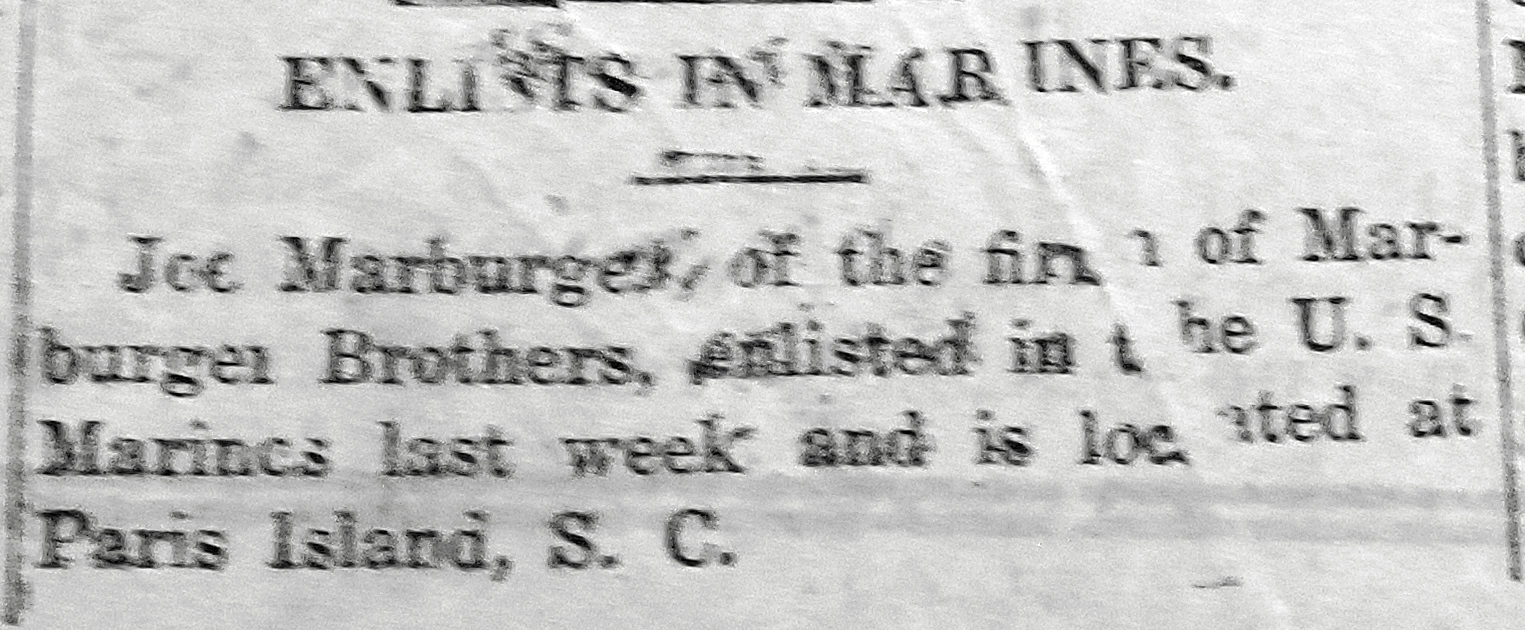 ENLISTS IN MARINES.
Joe Marburger, of the firm of Mar-
burger Brothers, enlisted in the U. S.
Marines last week and is located at
Paris Island, S. C.